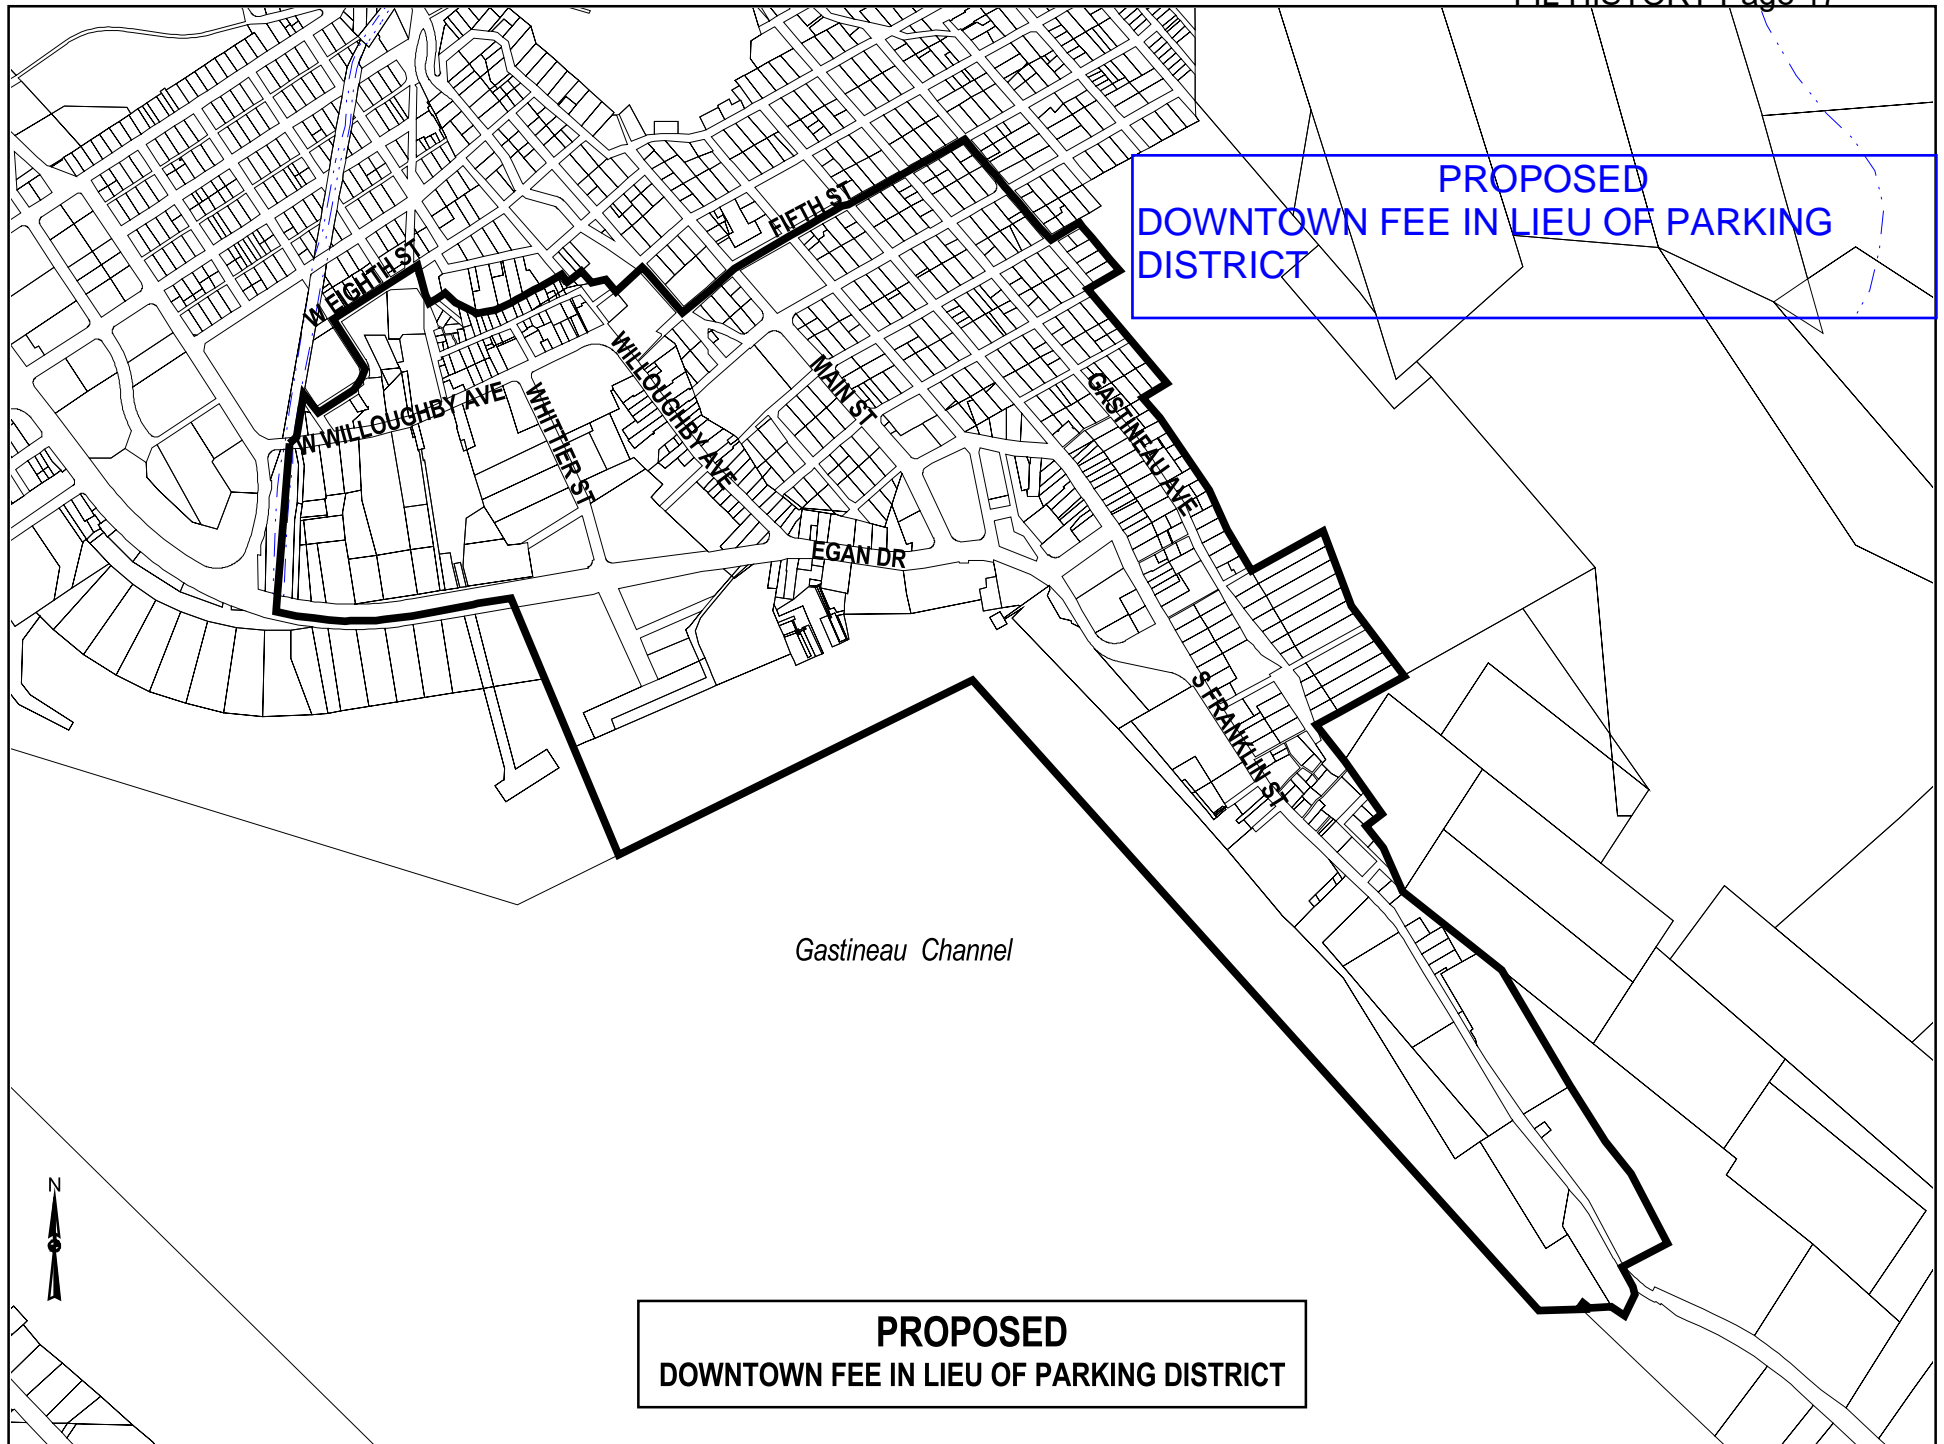 PROPOSED
DOWNTOWN FEE IN LIEU OF PARKING
DISTRICT
FIFTH ST
W EIGHTH ST
W WILLOUGHBY AVE
WHITTIER ST
WILLOUGHBY AVE
MAIN ST
GASTINEAU AVE
EGAN DR
S FRANKLIN ST
Gastineau Channel
N
PROPOSED
DOWNTOWN FEE IN LIEU OF PARKING DISTRICT